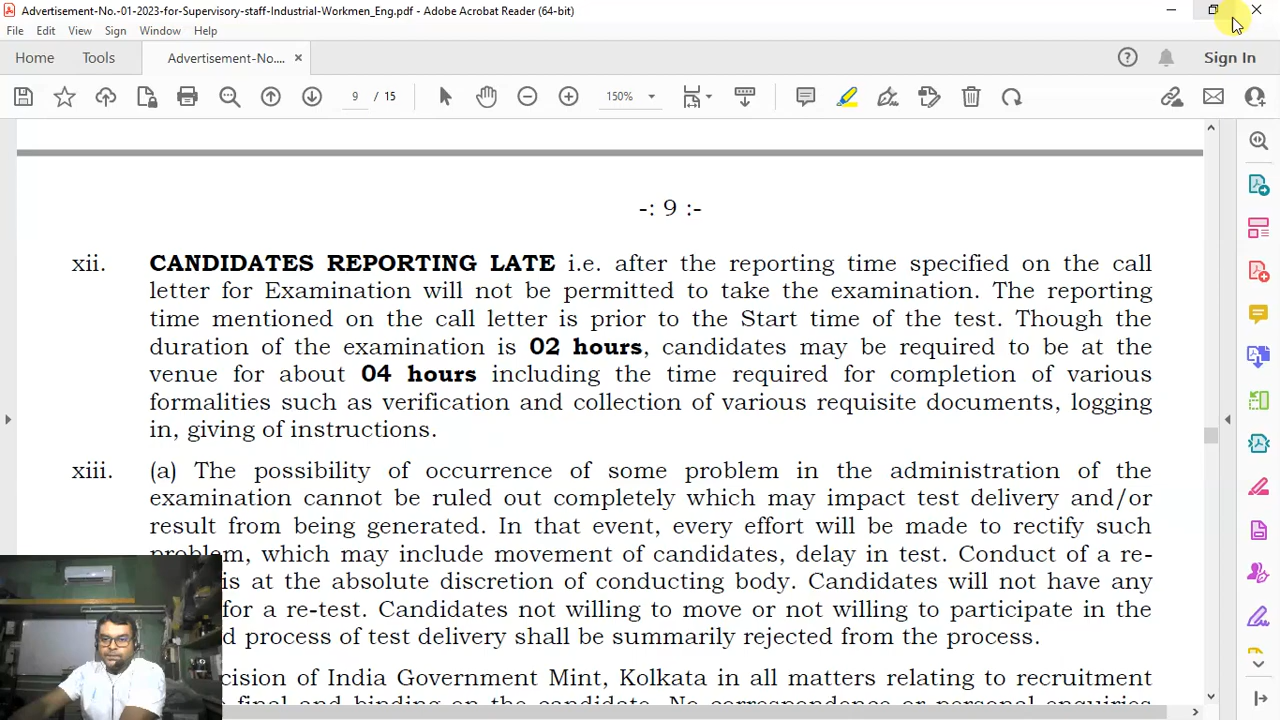 Advertisement-No.-01-2023-for-Supervisory-staff-Industrial-Workmen_Eng.pdf - Adobe Acrobat Reader (64-bit)
File Edit View Sign Window Help
Home Tools Advertisement-No.... × Sign In
9 / 15 150%
-: 9 :-
xii. CANDIDATES REPORTING LATE i.e. after the reporting time specified on the call
letter for Examination will not be permitted to take the examination. The reporting
time mentioned on the call letter is prior to the Start time of the test. Though the
duration of the examination is 02 hours, candidates may be required to be at the
venue for about 04 hours including the time required for completion of various
formalities such as verification and collection of various requisite documents, logging
in, giving of instructions.
xiii. (a) The possibility of occurrence of some problem in the administration of the
examination cannot be ruled out completely which may impact test delivery and/or
result from being generated. In that event, every effort will be made to rectify such
problem, which may include movement of candidates, delay in test. Conduct of a re-
is at the absolute discretion of conducting body. Candidates will not have any
for a re-test. Candidates not willing to move or not willing to participate in the
d process of test delivery shall be summarily rejected from the process.
cision of India Government Mint, Kolkata in all matters relating to recruitment
final and binding on the candidate. No correspondence or personal enquiries